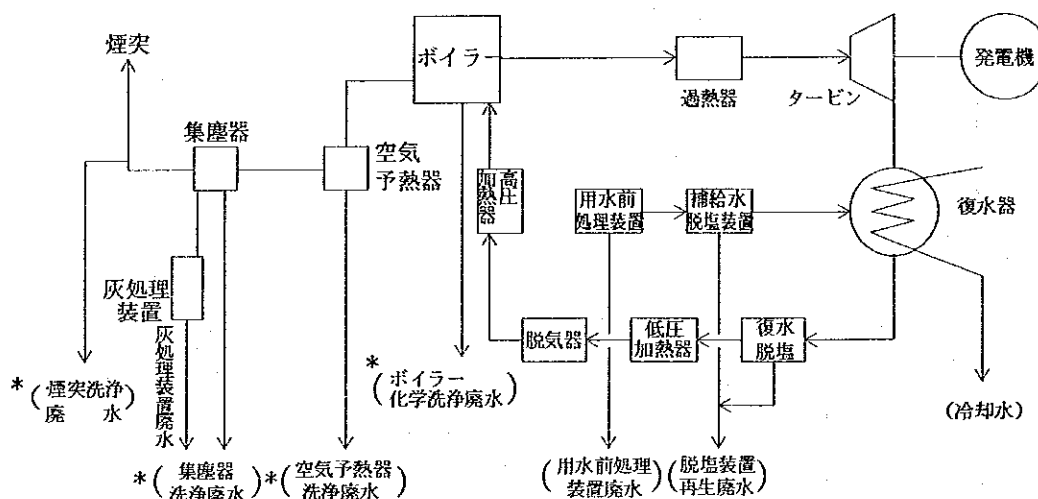 煙突
ボイラー
過熱器
タービン
発電機
集塵器
空気
予熱器
高圧
加熱器
用水前
処理装置
補給水
脱塩装置
復水器
灰処理
装置
脱気器
低圧
加熱器
復水
脱塩
*(煙突洗浄
廃 水)
灰処理装置廃水
*(ボイラー
化学洗浄廃水)
(冷却水)
*(集塵器
洗浄廃水)
*(空気予熱器
洗浄廃水)
(用水前処理
装置廃水)
(脱塩装置
再生廃水)